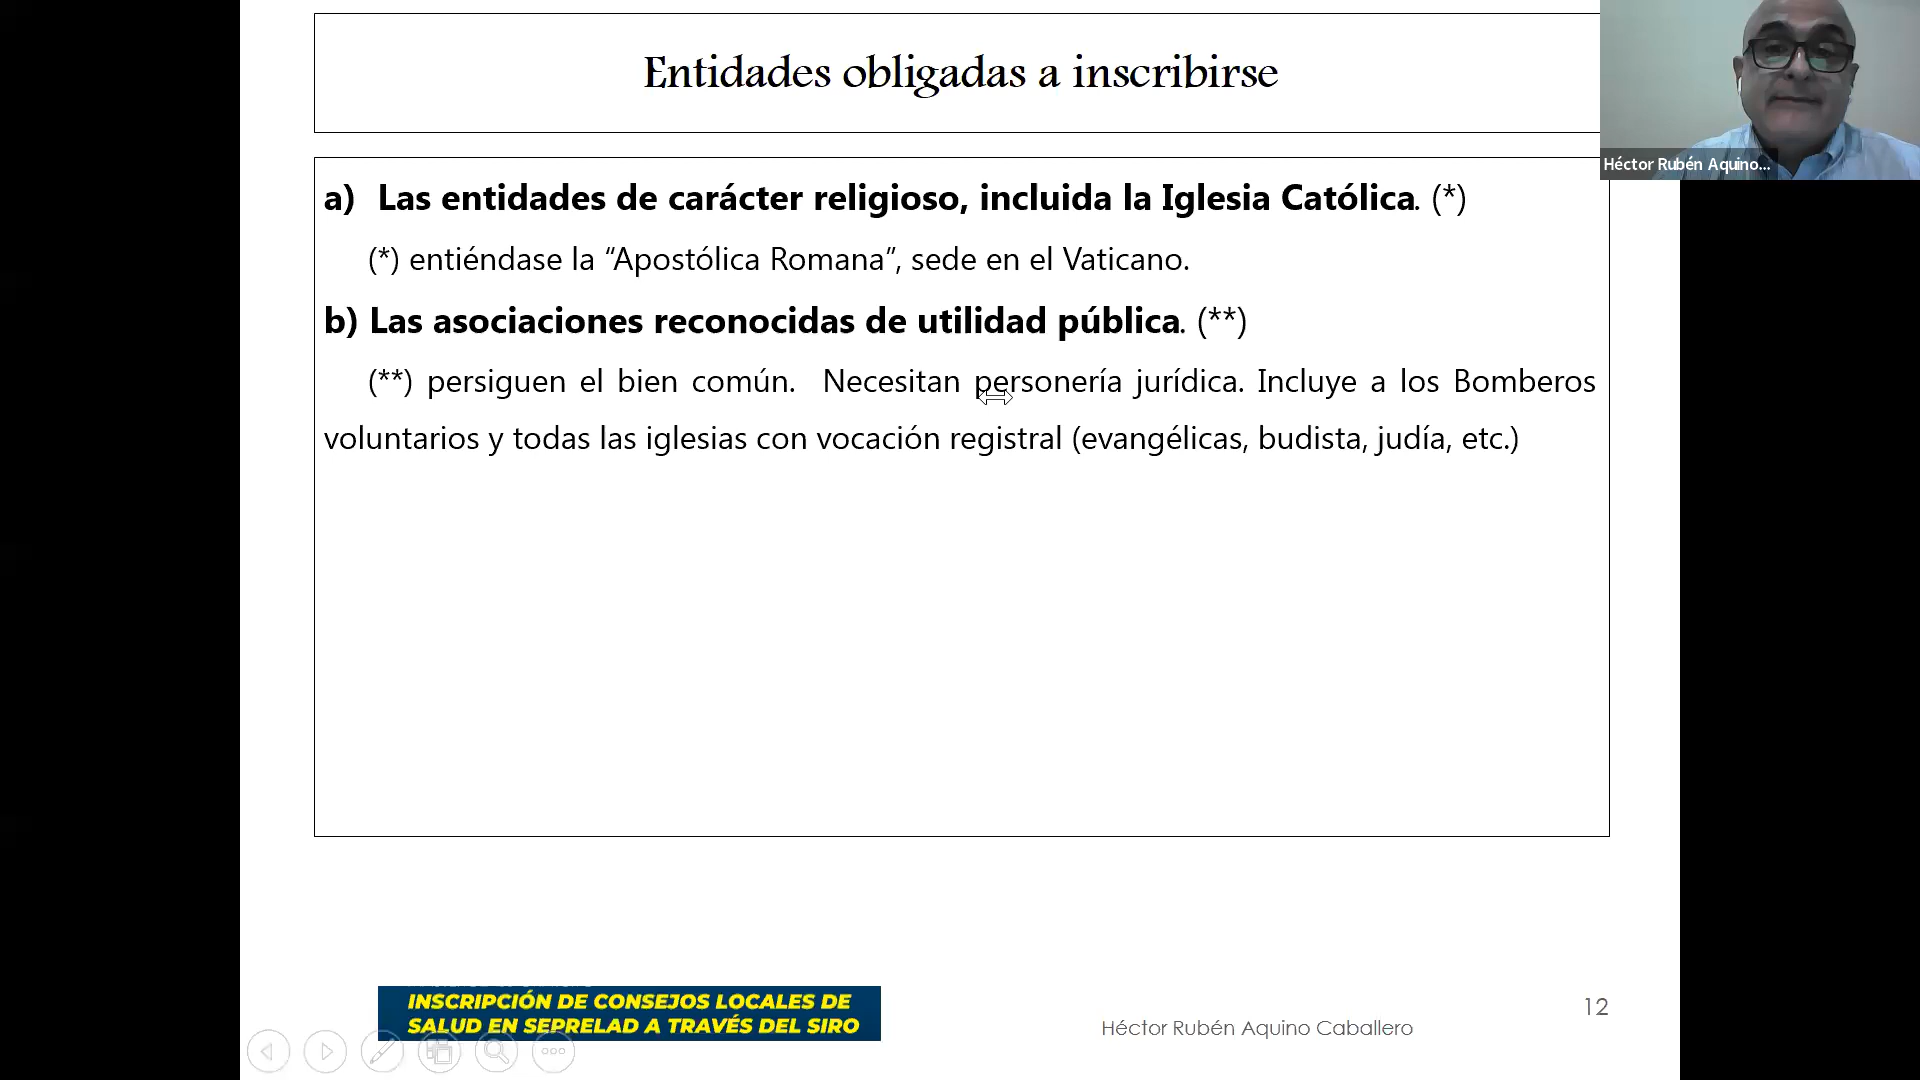 Entidades obligadas a inscribirse
Héctor Rubén Aquino...
a) Las entidades de carácter religioso, incluida la Iglesia Católica. (*)
(*) entiéndase la “Apostólica Romana”, sede en el Vaticano.
b) Las asociaciones reconocidas de utilidad pública. (**)
(**) persiguen el bien común. Necesitan personería jurídica. Incluye a los Bomberos
voluntarios y todas las iglesias con vocación registral (evangélicas, budista, judía, etc.)
INSCRIPCIÓN DE CONSEJOS LOCALES DE
SALUD EN SEPRELAD A TRAVÉS DEL SIRO
Héctor Rubén Aquino Caballero
12